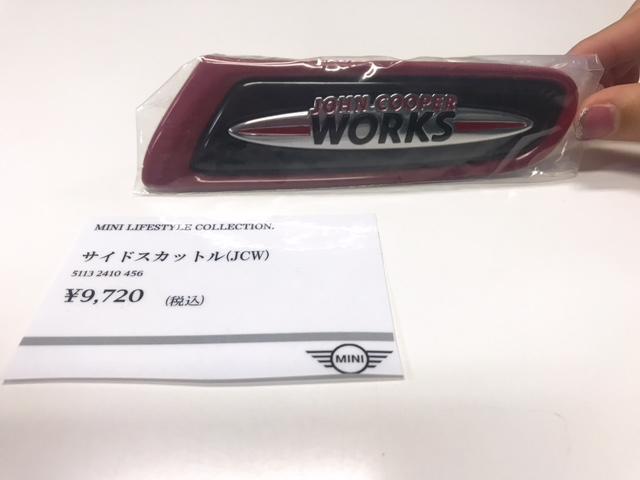 JOHN COOPER
WORKS
MINI LIFESTYLE COLLECTION.
サイドスカットル(JCW)
5113 2410 456
¥9,720 (税込)
MINI